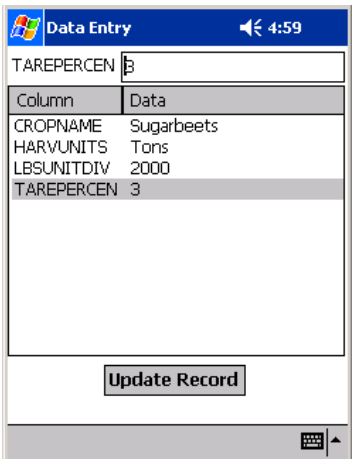 Data Entry 4:59
TAREPERCEN 3
Column Data
CROPNAME Sugarbeets
HARVUNITS Tons
LBSUNITDIV 2000
TAREPERCEN 3
Update Record